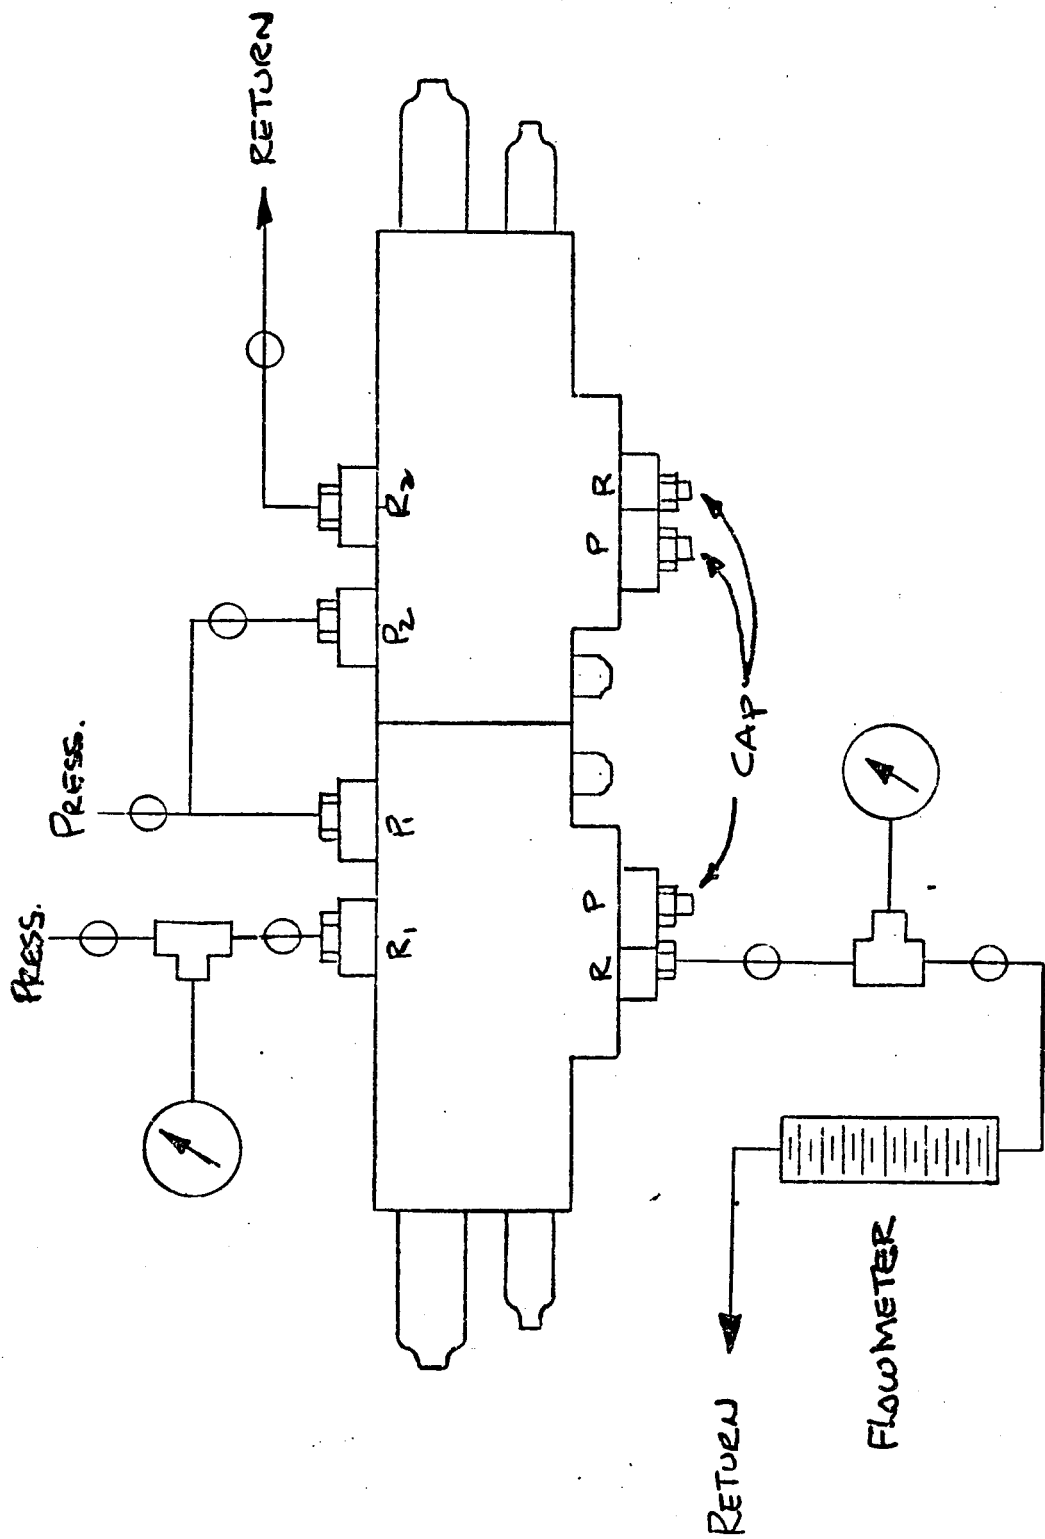 RETURN
PRESS.
PRESS.
R2
P2
P1
R1
R
P
P
R
CAP
RETURN
FLOWMETER